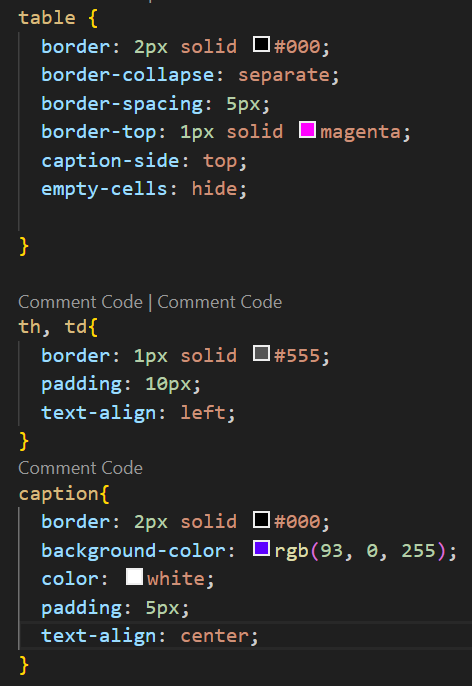 table {
  border: 2px solid #000;
  border-collapse: separate;
  border-spacing: 5px;
  border-top: 1px solid magenta;
  caption-side: top;
  empty-cells: hide;
}
Comment Code | Comment Code
th, td{
  border: 1px solid #555;
  padding: 10px;
  text-align: left;
}
Comment Code
caption{
  border: 2px solid #000;
  background-color: rgb(93, 0, 255);
  color: white;
  padding: 5px;
  text-align: center;
}